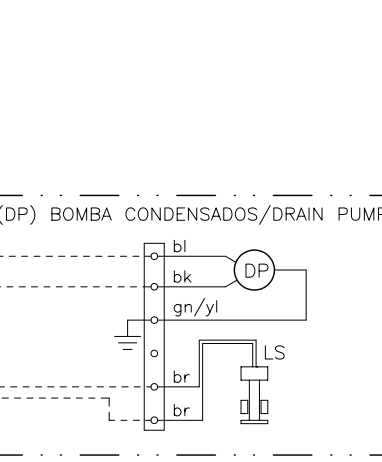 (DP) BOMBA CONDENSADOS/DRAIN PUMP
bl
DP
bk
gn/yl
LS
br
br